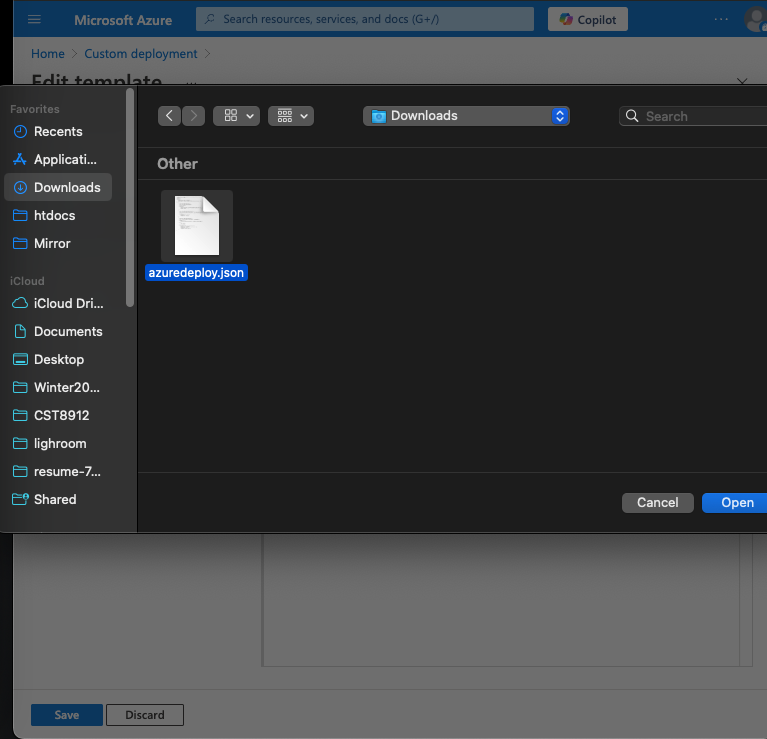 Microsoft Azure
Search resources, services, and docs (G+/)
Copilot
...
Home > Custom deployment >
Edit template ...
Favorites
Recents
Applicati...
Downloads
htdocs
Mirror
iCloud
iCloud Dri...
Documents
Desktop
Winter20...
CST8912
lighroom
resume-7...
Shared
Downloads
Search
Other
azuredeploy.json
Cancel
Open
Save
Discard